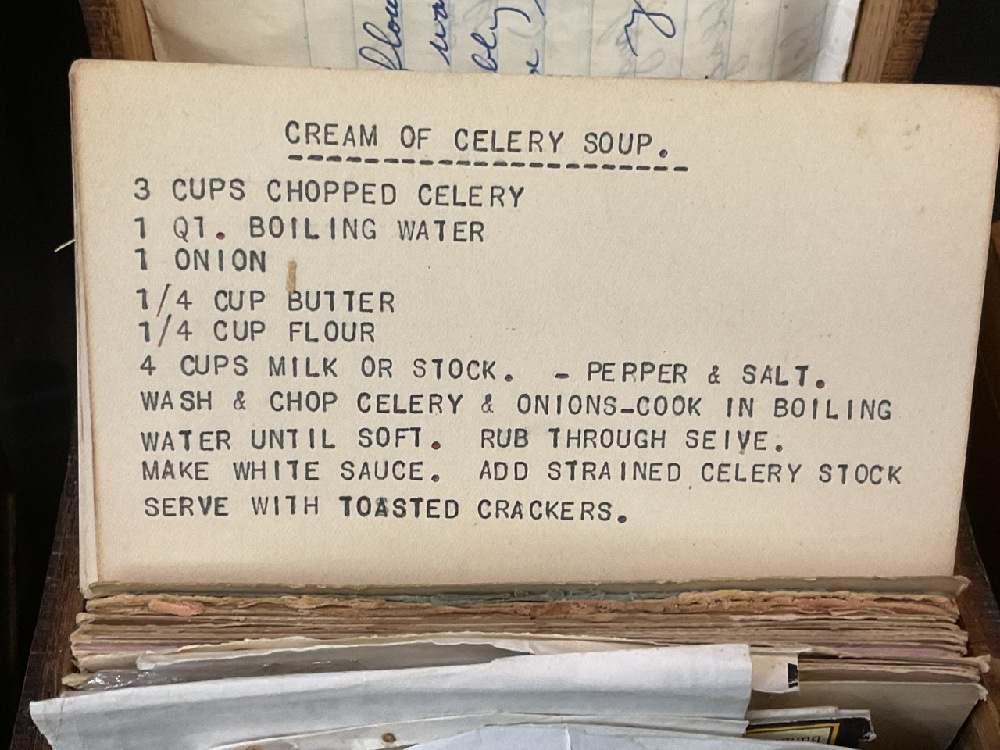 CREAM OF CELERY SOUP.
3 CUPS CHOPPED CELERY
1 QT. BOILING WATER
1 ONION
1/4 CUP BUTTER
1/4 CUP FLOUR
4 CUPS MILK OR STOCK. - PERPER & SALT.
WASH & CHOP CELERY & ONIONS-COOK IN BOILING
WATER UNTIL SOFT. RUB THROUGH SEIVE.
MAKE WHITE SAUCE. ADD STRAINED CELERY STOCK
SERVE WITH TOASTED CRACKERS.